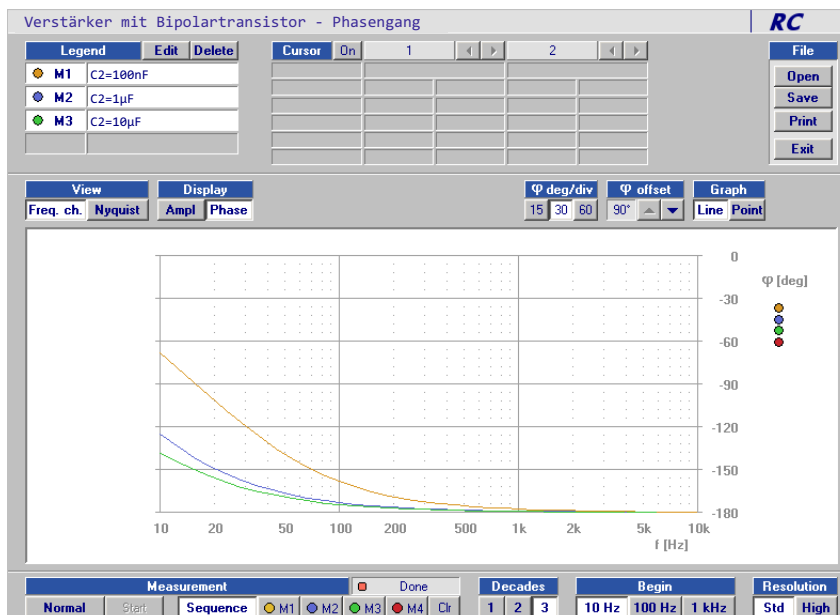 Verstärker mit Bipolartransistor - Phasengang
RC
Legend Edit Delete Cursor On 1 2 File
M1 C2=100nF
M2 C2=1µF
M3 C2=10µF
Open
Save
Print
Exit
View Display φ deg/div φ offset Graph
Freq. ch. Nyquist Ampl Phase 15 30 60 90° Line Point
0
φ [deg]
-30
-60
-90
-120
-150
-180
10 20 50 100 200 500 1k 2k 5k 10k
f [Hz]
Measurement Done Decades Begin Resolution
Normal Start Sequence M1 M2 M3 M4 Clr 1 2 3 10 Hz 100 Hz 1 kHz Std High